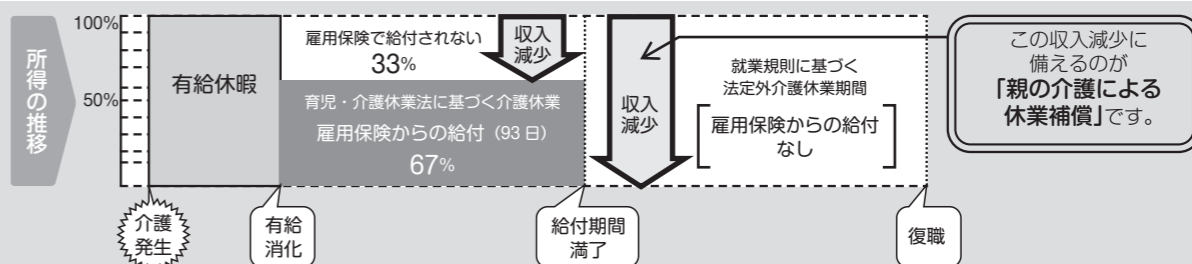 所得の推移
100%
50%
有給休暇
雇用保険で給付されない
33%
収入
減少
育児・介護休業法に基づく介護休業
雇用保険からの給付（93日）
67%
収入
減少
就業規則に基づく
法定外介護休業期間
雇用保険からの給付
なし
この収入減少に
備えるのが
「親の介護による
休業補償」です。
介護
発生
有給
消化
給付期間
満了
復職